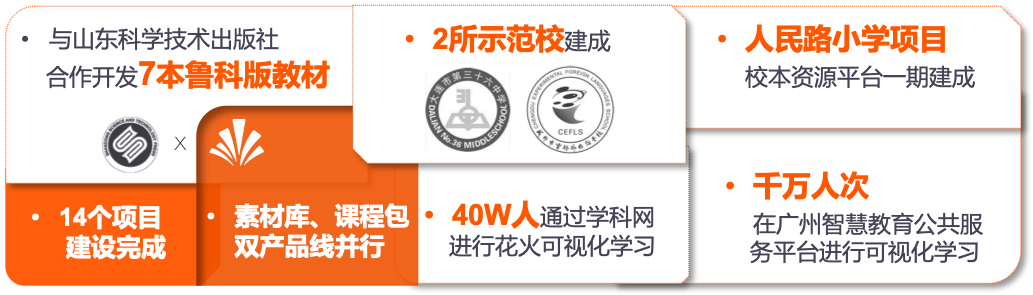 • 与山东科学技术出版社
合作开发7本鲁科版教材
X
• 2所示范校建成
大连市第三十六中学
DALIAN No.36 MIDDLESCHOOL
CHENGDU EXPERIMENTAL FOREIGN LANGUAGES SCHOOL
CEFLS
• 人民路小学项目
校本资源平台一期建成
• 14个项目
建设完成
• 素材库、课程包
双产品线并行
• 40W人通过学科网
进行花火可视化学习
• 千万人次
在广州智慧教育公共服
务平台进行可视化学习